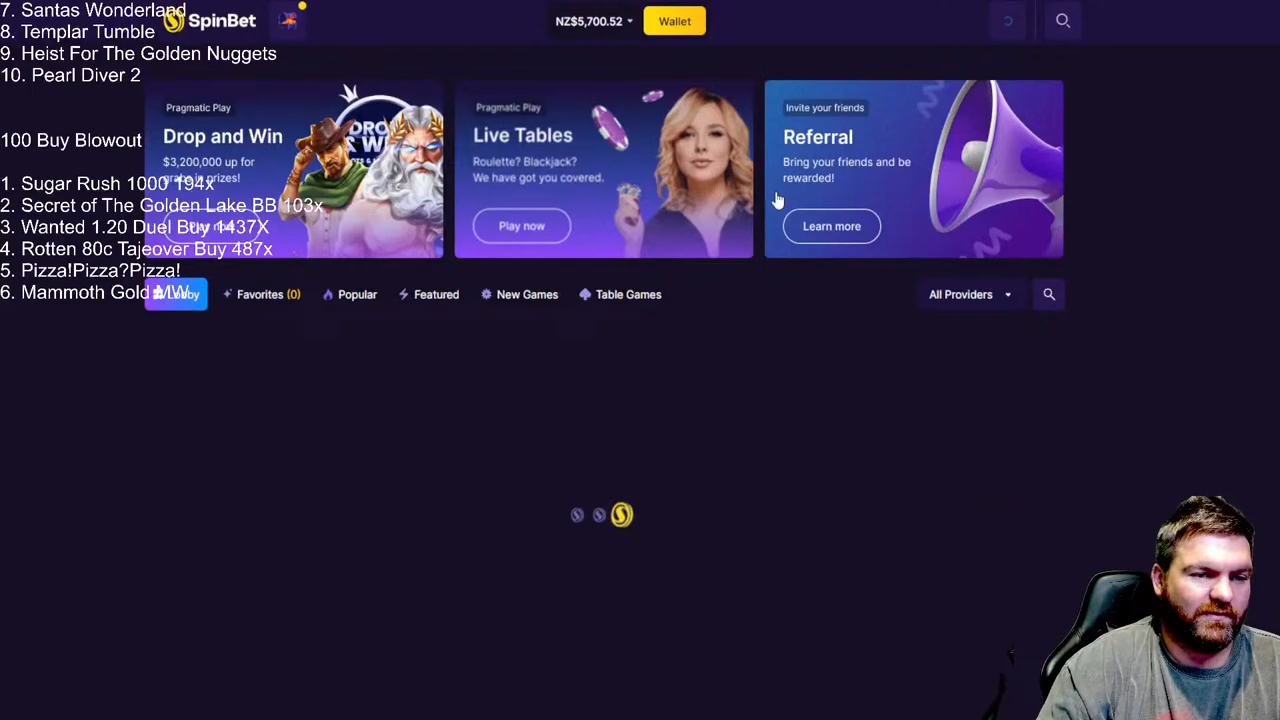 7. Santas Wonderland
8. Templar Tumble
9. Heist For The Golden Nuggets
10. Pearl Diver 2
100 Buy Blowout
1. Sugar Rush 1000 194x
2. Secret of The Golden Lake BB 103x
3. Wanted 1.20 Duel Buy 1437X
4. Rotten 80c Tajeover Buy 487x
5. Pizza!Pizza?Pizza!
6. Mammoth Gold MW
SpinBet
NZ$5,700.52
Wallet
Pragmatic Play
Drop and Win
$3,200,000 up for
grabs in prizes!
Pragmatic Play
Live Tables
Roulette? Blackjack?
We have got you covered.
Play now
Invite your friends
Referral
Bring your friends and be
rewarded!
Learn more
Lobby
Favorites (0)
Popular
Featured
New Games
Table Games
All Providers